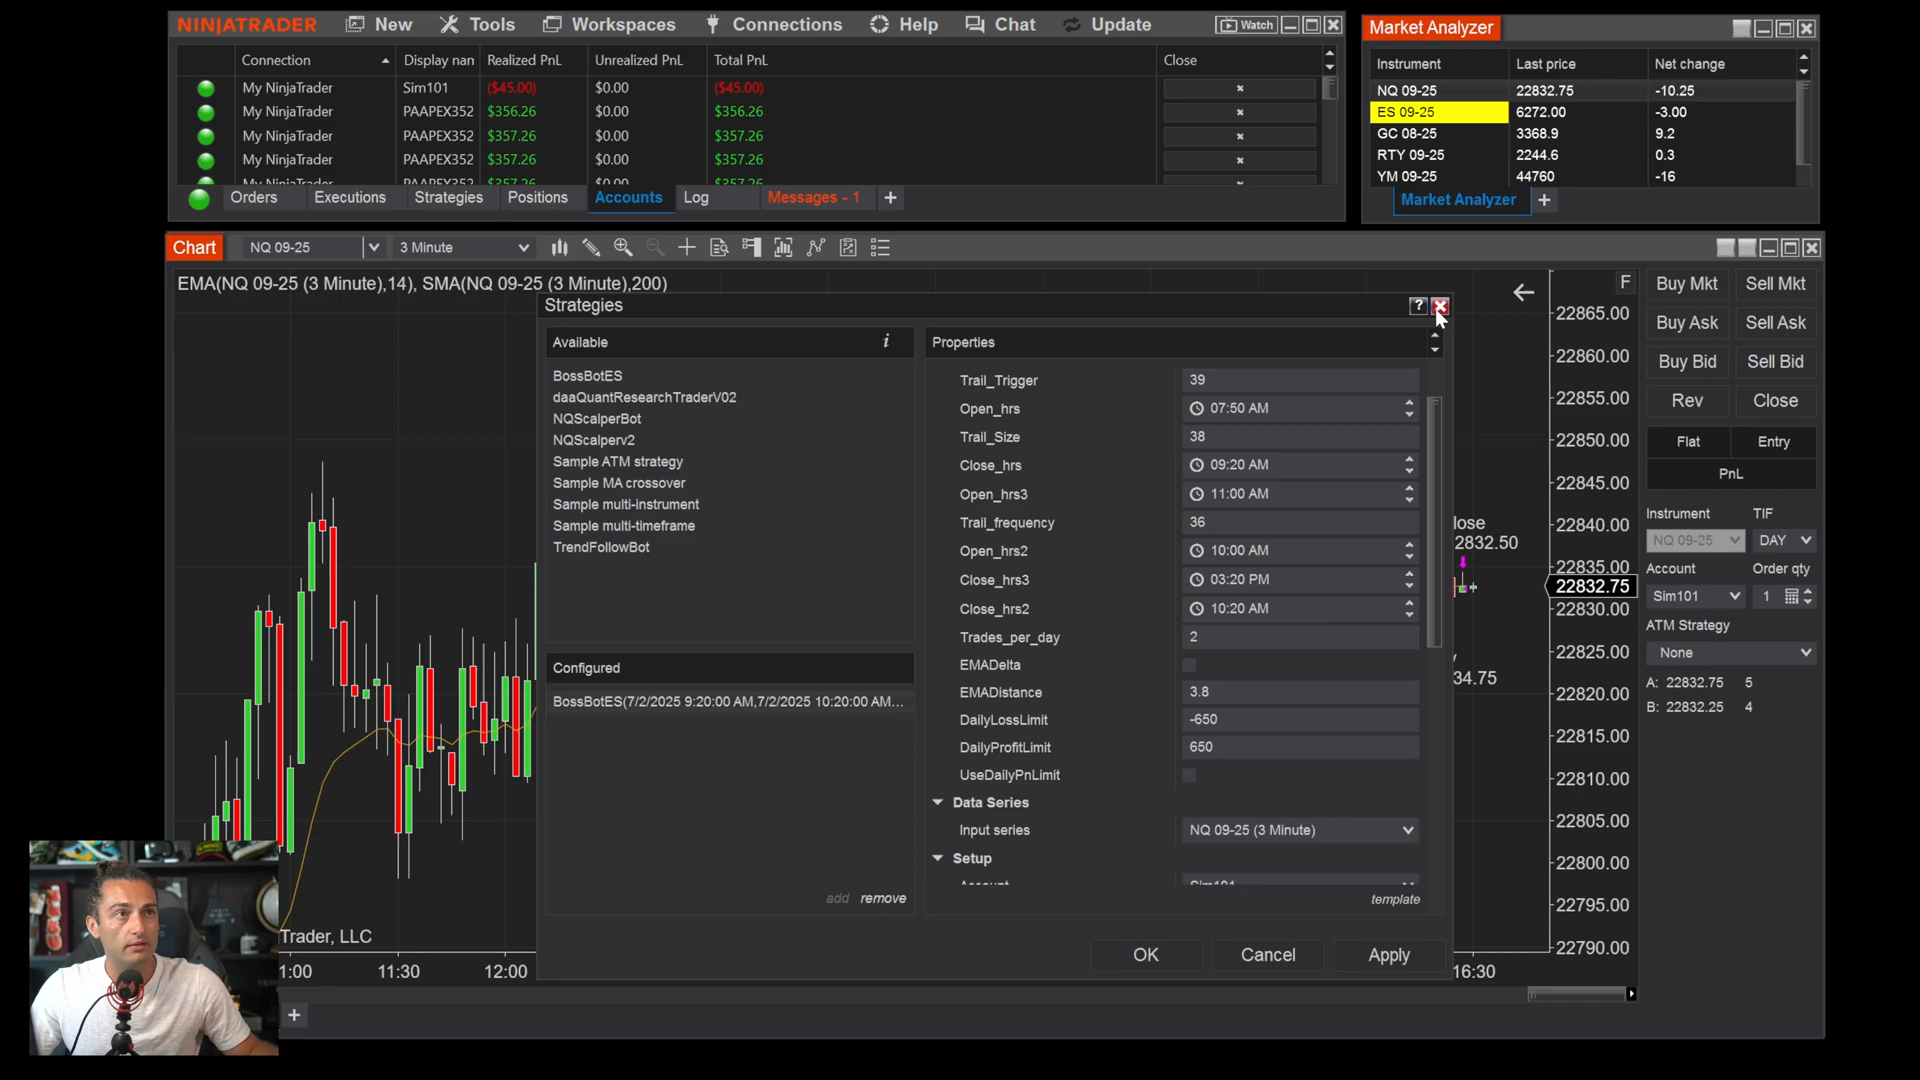 NINJATRADER New Tools Workspaces Connections Help Chat Update Watch
Connection Display nan Realized PnL Unrealized PnL Total PnL Close
My NinjaTrader Sim101 ($45.00) $0.00 ($45.00)
My NinjaTrader PAAPEX352 $356.26 $0.00 $356.26
My NinjaTrader PAAPEX352 $357.26 $0.00 $357.26
My NinjaTrader PAAPEX352 $357.26 $0.00 $357.26
My NinjaTrader PAAPEX352 $357.26 $0.00 $357.26
Orders Executions Strategies Positions Accounts Log Messages - 1 +
Market Analyzer
Instrument Last price Net change
NQ 09-25 22832.75 -10.25
ES 09-25 6272.00 -3.00
GC 08-25 3368.9 9.2
RTY 09-25 2244.6 0.3
YM 09-25 44760 -16
Market Analyzer +
Chart NQ 09-25 3 Minute
EMA(NQ 09-25 (3 Minute),14), SMA(NQ 09-25 (3 Minute),200)
Strategies ?
Available i
BossBotES
daaQuantResearchTraderV02
NQScalperBot
NQScalperv2
Sample ATM strategy
Sample MA crossover
Sample multi-instrument
Sample multi-timeframe
TrendFollowBot
Configured
BossBotES(7/2/2025 9:20:00 AM,7/2/2025 10:20:00 AM...
add remove
Properties
Trail_Trigger 39
Open_hrs 07:50 AM
Trail_Size 38
Close_hrs 09:20 AM
Open_hrs3 11:00 AM
Trail_frequency 36
Open_hrs2 10:00 AM
Close_hrs3 03:20 PM
Close_hrs2 10:20 AM
Trades_per_day 2
EMADelta
EMADistance 3.8
DailyLossLimit -650
DailyProfitLimit 650
UseDailyPnLimit
Data Series
Input series NQ 09-25 (3 Minute)
Setup
Account Sim101
template
OK Cancel Apply
Trader, LLC
1:00 11:30 12:00 16:30
+
lose
2832.50
34.75
F
22865.00
22860.00
22855.00
22850.00
22845.00
22840.00
22835.00
22832.75
22830.00
22825.00
22820.00
22815.00
22810.00
22805.00
22800.00
22795.00
22790.00
Buy Mkt Sell Mkt
Buy Ask Sell Ask
Buy Bid Sell Bid
Rev Close
Flat Entry
PnL
Instrument TIF
NQ 09-25 DAY
Account Order qty
Sim101 1
ATM Strategy
None
A: 22832.75 5
B: 22832.25 4